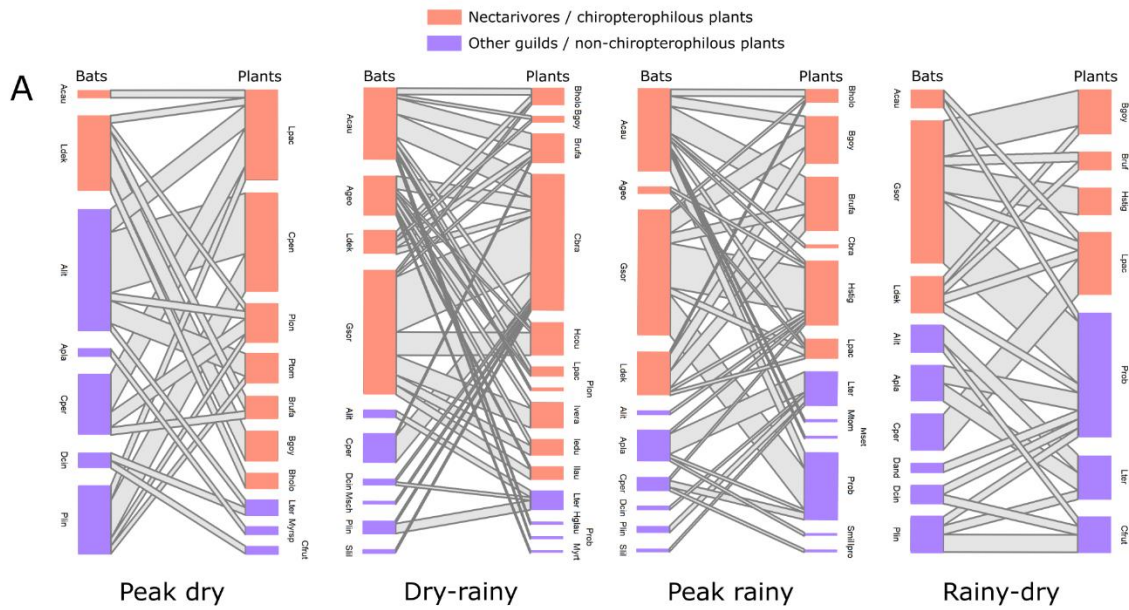 Nectarivores / chiropterophilous plants
Other guilds / non-chiropterophilous plants
A
Bats
Plants
Acau
Ldek
Alit
Apla
Cper
Dcin
Plin
Lpac
Cpen
Plon
Ptom
Brufa
Bgoy
Bholo
Lter
Myrsp
Cfrut
Peak dry
Bats
Plants
Acau
Ageo
Ldek
Gsor
Alit
Cper
Dcin
Msch
Plin
Slil
Bholo
Bgoy
Brufa
Cbra
Hcou
Lpac
Plon
Ivera
Iedu
Ilau
Lter
Hglau
Prob
Myrt
Dry-rainy
Bats
Plants
Acau
Ageo
Gsor
Ldek
Alit
Apla
Cper
Dcin
Plin
Slil
Bholo
Bgoy
Brufa
Cbra
Hstig
Lpac
Lter
Mtom
Mset
Prob
Smil
Ipro
Peak rainy
Bats
Plants
Acau
Gsor
Ldek
Alit
Apla
Cper
Dand
Dcin
Plin
Bgoy
Bruf
Hstig
Lpac
Prob
Lter
Cfrut
Rainy-dry